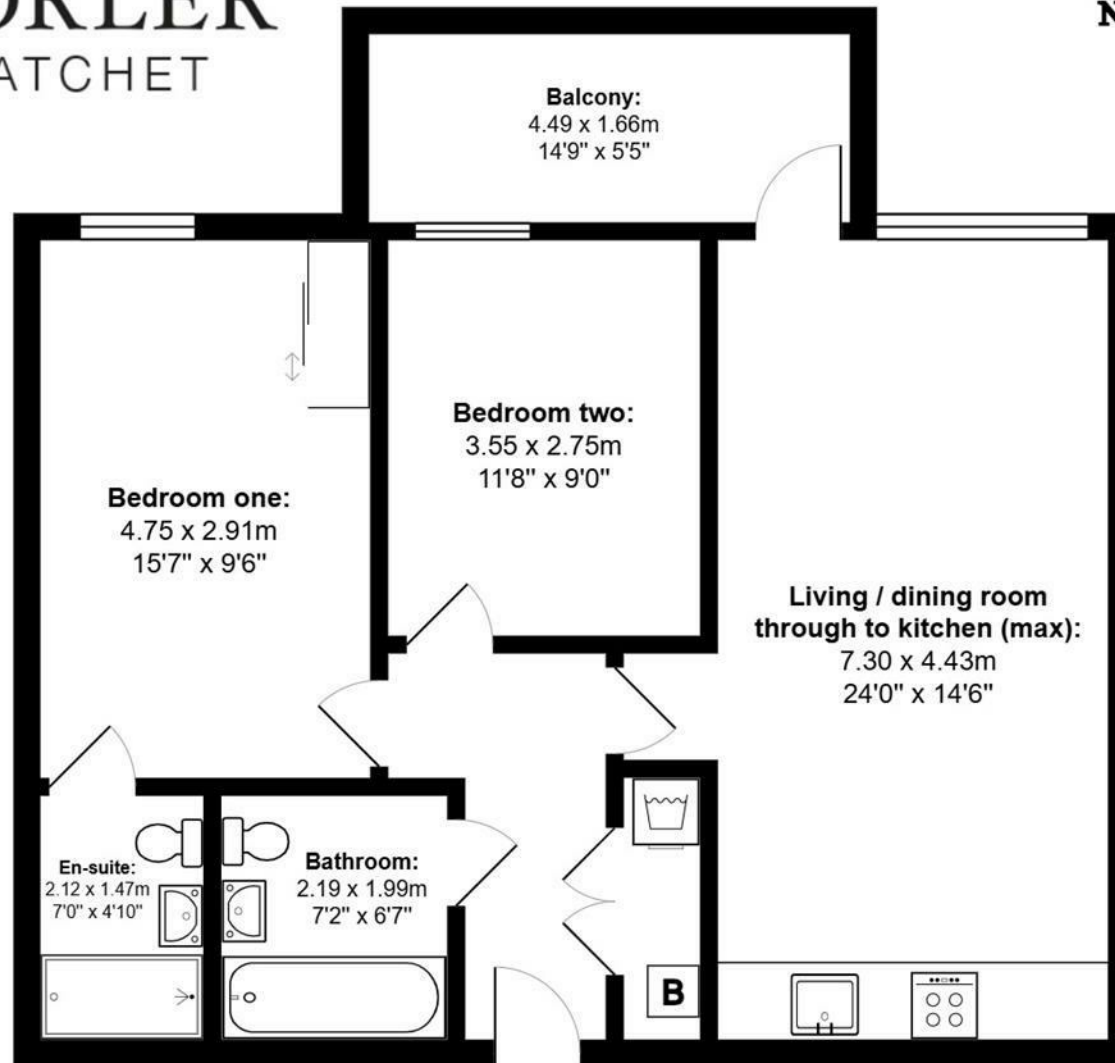 ORLER
ATCHET
N
Balcony:
4.49 x 1.66m
14'9" x 5'5"
Bedroom one:
4.75 x 2.91m
15'7" x 9'6"
Bedroom two:
3.55 x 2.75m
11'8" x 9'0"
Living / dining room
through to kitchen (max):
7.30 x 4.43m
24'0" x 14'6"
En-suite:
2.12 x 1.47m
7'0" x 4'10"
Bathroom:
2.19 x 1.99m
7'2" x 6'7"
B